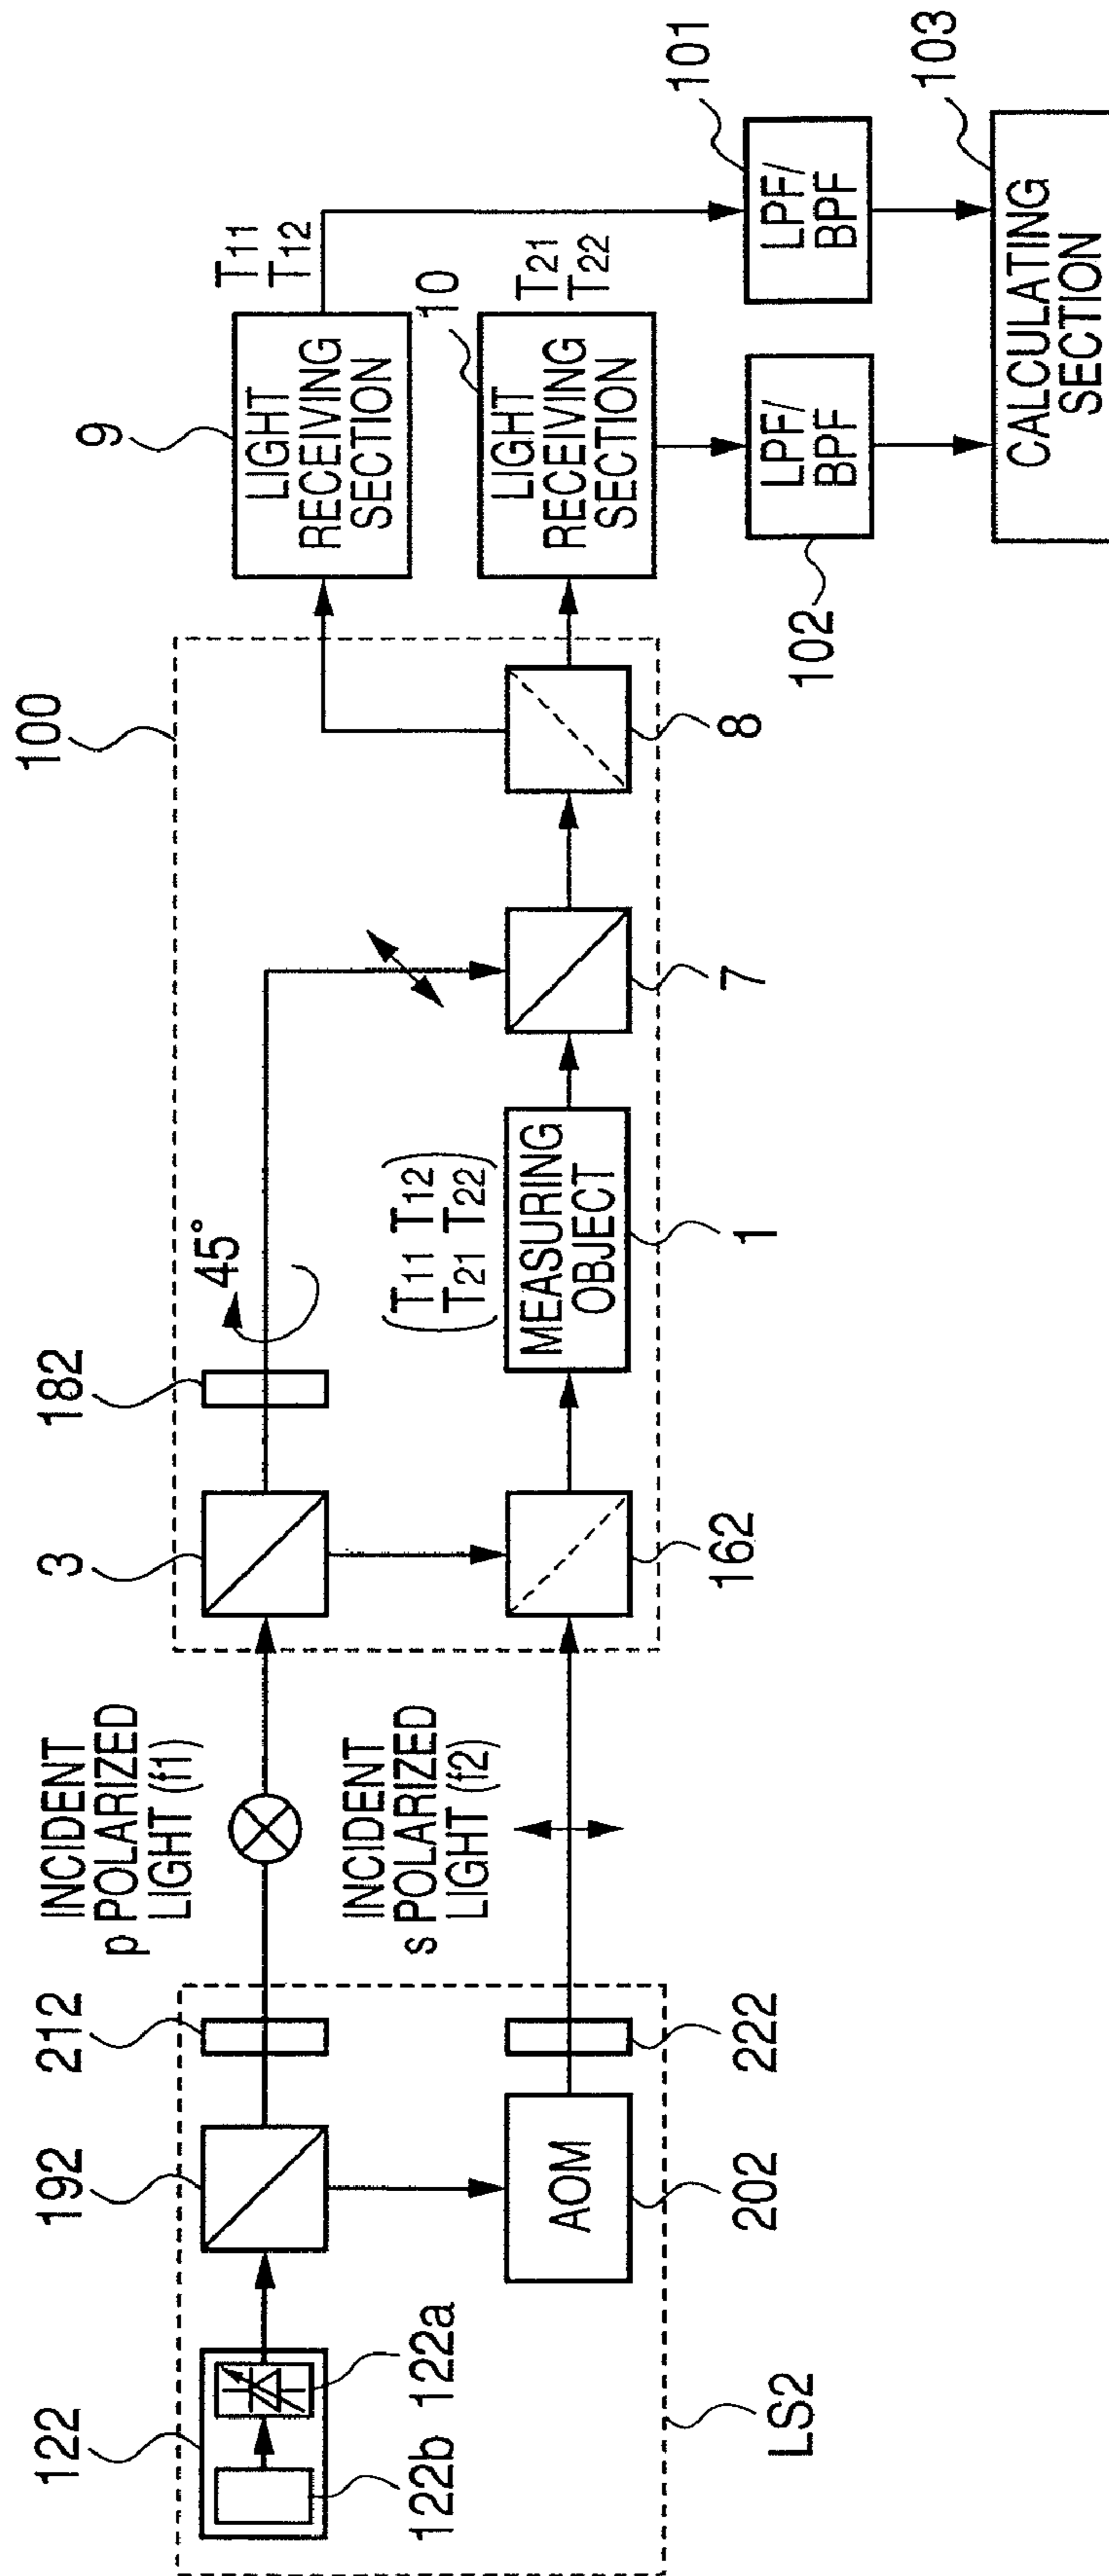 122
122b
122a
192
212
AOM
202
222
LS2
INCIDENT
p POLARIZED
LIGHT (f1)
INCIDENT
s POLARIZED
LIGHT (f2)
100
3
182
45°
162
(T11 T12
T21 T22)
MEASURING
OBJECT
1
7
8
9
LIGHT
RECEIVING
SECTION
T11
T12
10
LIGHT
RECEIVING
SECTION
T21
T22
101
LPF/
BPF
LPF/
BPF
102
103
CALCULATING
SECTION